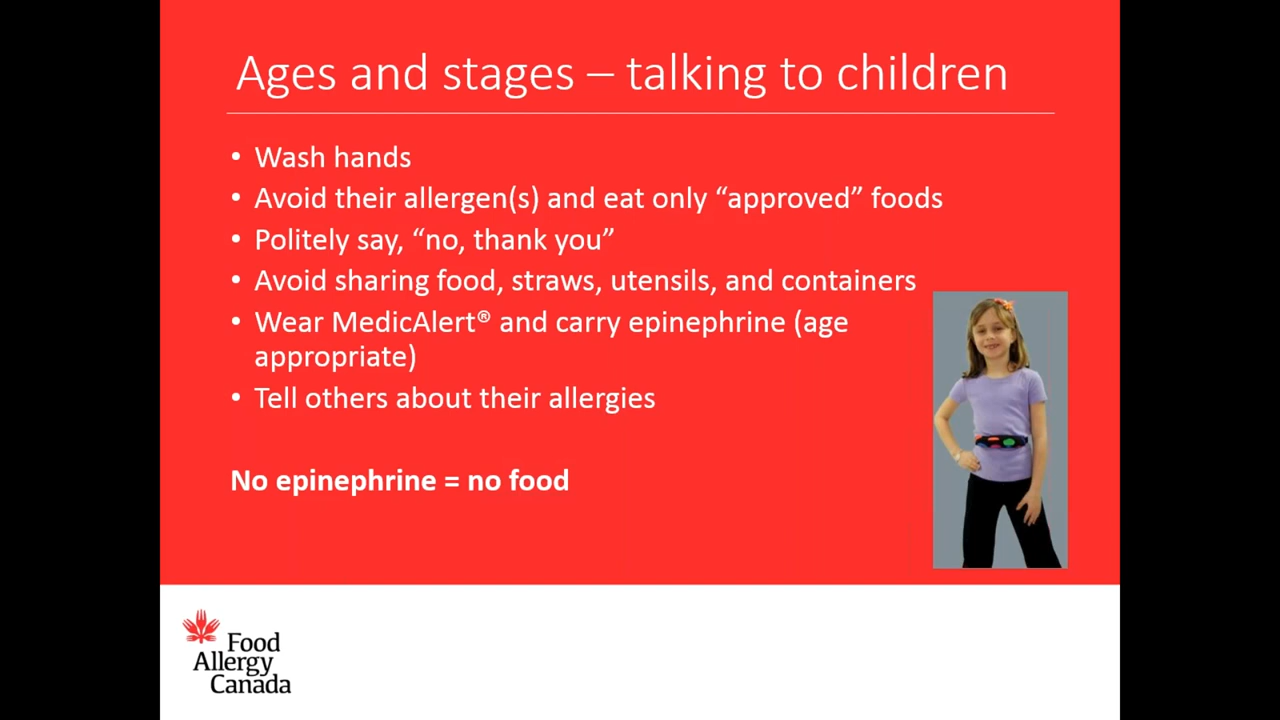 Ages and stages – talking to children
• Wash hands
• Avoid their allergen(s) and eat only “approved” foods
• Politely say, “no, thank you”
• Avoid sharing food, straws, utensils, and containers
• Wear MedicAlert® and carry epinephrine (age
appropriate)
• Tell others about their allergies
No epinephrine = no food
Food
Allergy
Canada